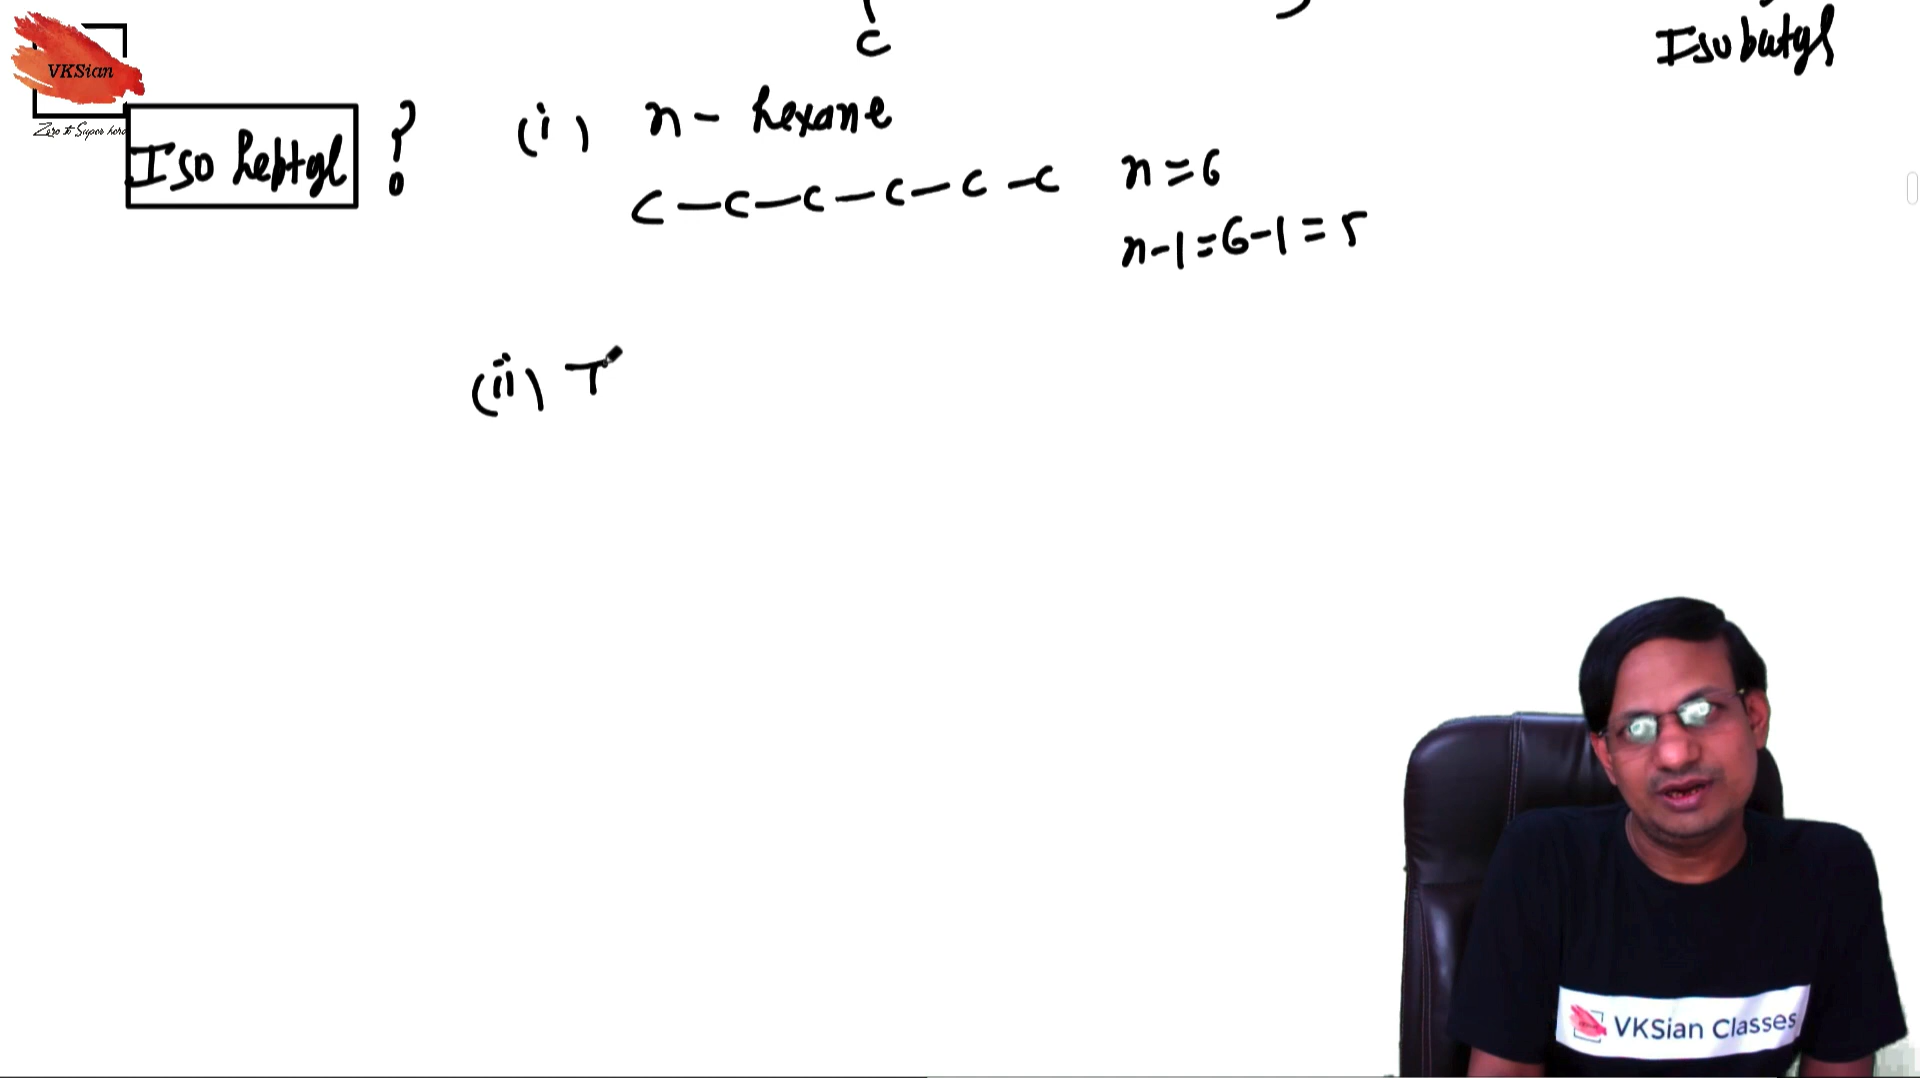 C
Isobutyl
VKSian
Zero to Super hero
Iso heptyl ?
(i) n - hexane
C - C - C - C - C - C
n = 6
n - 1 = 6 - 1 = 5
(ii) T
VKSian Classes